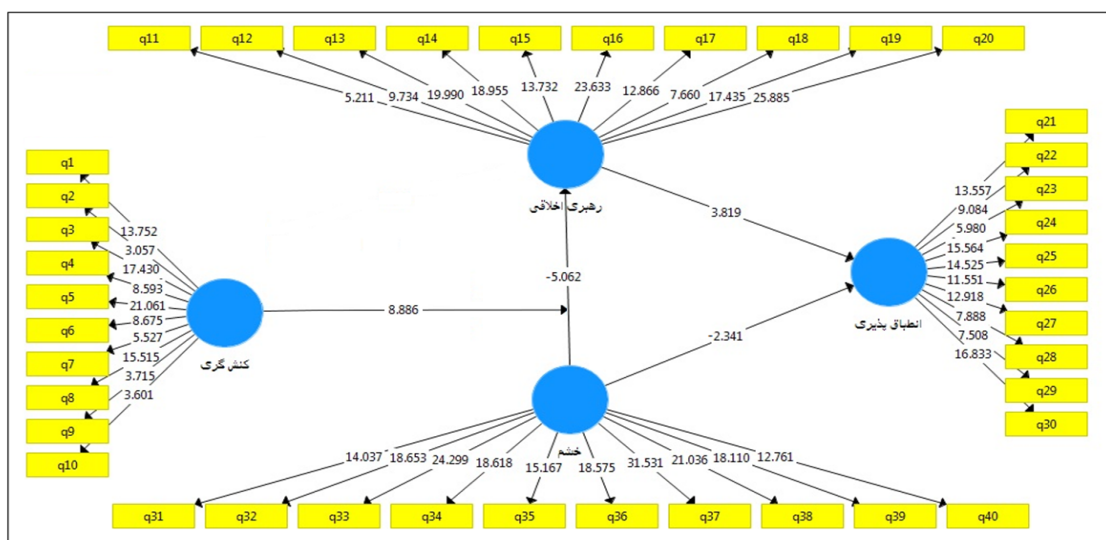 q11 q12 q13 q14 q15 q16 q17 q18 q19 q20
5.211 9.734 19.990 18.955 13.732 23.633 12.866 7.660 17.435 25.885
رهبری اخلاقی
q1
q2
q3
q4
q5
q6
q7
q8
q9
q10
13.752
3.057
17.430
8.593
21.061
8.675
5.527
15.515
3.715
3.601
کنش گری
8.886
-5.062
3.819
-2.341
q21
q22
q23
q24
q25
q26
q27
q28
q29
q30
13.557
9.084
5.980
15.564
14.525
11.551
12.918
7.888
7.508
16.833
انطباق پذیری
خشم
14.037 18.653 24.299 18.618 15.167 18.575 31.531 21.036 18.110 12.761
q31 q32 q33 q34 q35 q36 q37 q38 q39 q40